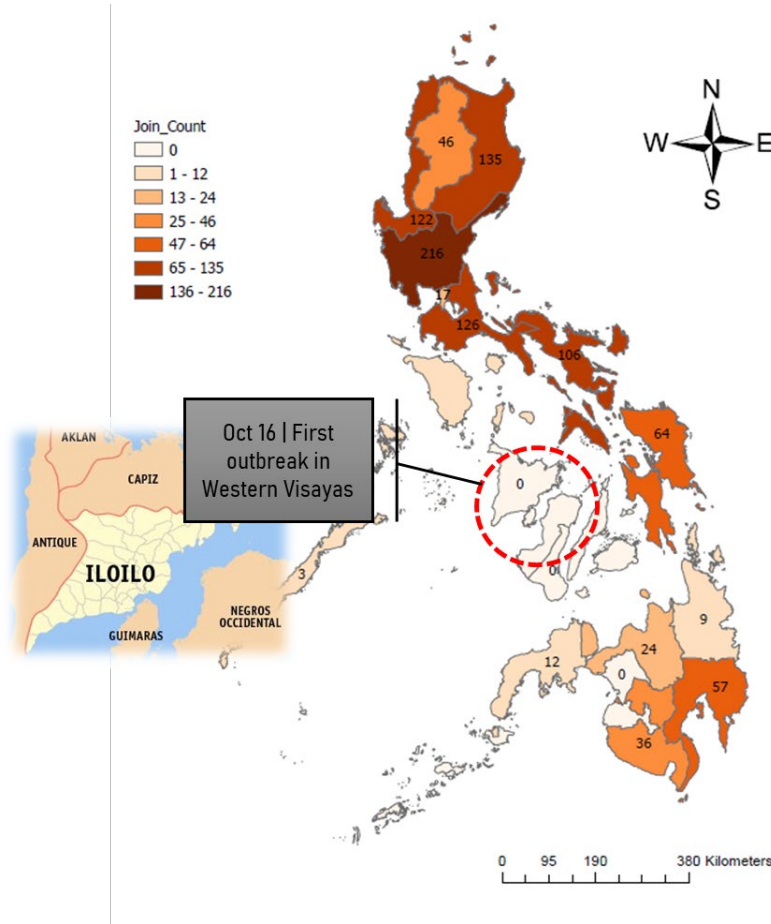 Join_Count
0
1 - 12
13 - 24
25 - 46
47 - 64
65 - 135
136 - 216
N
W E
S
46
135
122
216
17
126
106
Oct 16 | First
outbreak in
Western Visayas
64
0
0
3
AKLAN
CAPIZ
ANTIQUE
ILOILO
GUIMARAS
NEGROS
OCCIDENTAL
9
24
12
0
57
36
0 95 190 380 Kilometers